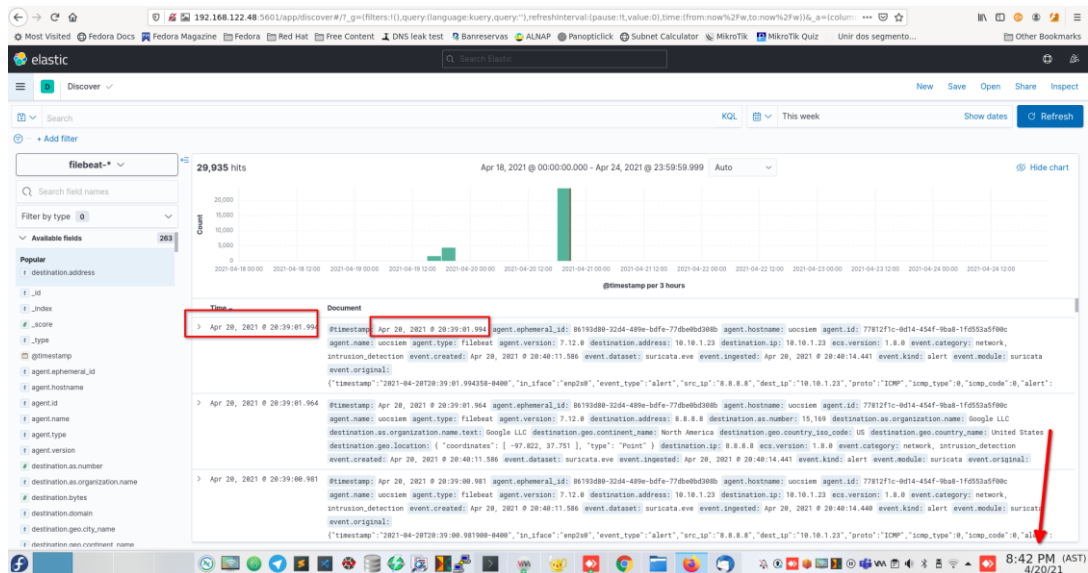 192.168.122.48:5601/app/discover#/?_g=(filters:!(),query:(language:kuery,query:''),refreshInterval:(pause:!t,value:0),time:(from:now%2Fw,to:now%2Fw))&_a=(colum
Most Visited Fedora Docs Fedora Magazine Fedora Red Hat Free Content DNS leak test Banreservas ALNAP Panopticlick Subnet Calculator MikroTik MikroTik Quiz Unir dos segmento... Other Bookmarks
elastic Search Elastic
D Discover New Save Open Share Inspect
Search KQL This week Show dates Refresh
+ Add filter
filebeat-* 29,935 hits Apr 18, 2021 @ 00:00:00.000 - Apr 24, 2021 @ 23:59:59.999 Auto Hide chart
Search field names
Filter by type 0
Available fields 263
Popular
t destination.address
t _id
t _index
# _score
t _type
@timestamp
t agent.ephemeral_id
t agent.hostname
t agent.id
t agent.name
t agent.type
t agent.version
# destination.as.number
t destination.as.organization.name
# destination.bytes
t destination.domain
t destination.geo.city_name
t destination.geo.continent_name
Count
20,000
15,000
10,000
5,000
0
2021-04-18 00:00 2021-04-18 12:00 2021-04-19 00:00 2021-04-19 12:00 2021-04-20 00:00 2021-04-20 12:00 2021-04-21 00:00 2021-04-21 12:00 2021-04-22 00:00 2021-04-22 12:00 2021-04-23 00:00 2021-04-23 12:00 2021-04-24 00:00 2021-04-24 12:00
@timestamp per 3 hours
Time Document
Apr 20, 2021 @ 20:39:01.994 @timestamp: Apr 20, 2021 @ 20:39:01.994 agent.ephemeral_id: 86193d80-32d4-489e-bdfe-77dbe0bd308b agent.hostname: uocsiem agent.id: 77812f1c-0d14-454f-9ba8-1fd553a5f00c
agent.name: uocsiem agent.type: filebeat agent.version: 7.12.0 destination.address: 10.10.1.23 destination.ip: 10.10.1.23 ecs.version: 1.8.0 event.category: network,
intrusion_detection event.created: Apr 20, 2021 @ 20:40:11.586 event.dataset: suricata.eve event.ingested: Apr 20, 2021 @ 20:40:14.441 event.kind: alert event.module: suricata
event.original:
{"timestamp":"2021-04-20T20:39:01.994358-0400","in_iface":"enp2s0","event_type":"alert","src_ip":"8.8.8.8","dest_ip":"10.10.1.23","proto":"ICMP","icmp_type":0,"icmp_code":0,"alert":
Apr 20, 2021 @ 20:39:01.964 @timestamp: Apr 20, 2021 @ 20:39:01.964 agent.ephemeral_id: 86193d80-32d4-489e-bdfe-77dbe0bd308b agent.hostname: uocsiem agent.id: 77812f1c-0d14-454f-9ba8-1fd553a5f00c
agent.name: uocsiem agent.type: filebeat agent.version: 7.12.0 destination.address: 8.8.8.8 destination.as.number: 15,169 destination.as.organization.name: Google LLC
destination.as.organization.name.text: Google LLC destination.geo.continent_name: North America destination.geo.country_iso_code: US destination.geo.country_name: United States
destination.geo.location: { "coordinates": [ -97.822, 37.751 ], "type": "Point" } destination.ip: 8.8.8.8 ecs.version: 1.8.0 event.category: network, intrusion_detection
event.created: Apr 20, 2021 @ 20:40:11.586 event.dataset: suricata.eve event.ingested: Apr 20, 2021 @ 20:40:14.441 event.kind: alert event.module: suricata event.original:
Apr 20, 2021 @ 20:39:00.981 @timestamp: Apr 20, 2021 @ 20:39:00.981 agent.ephemeral_id: 86193d80-32d4-489e-bdfe-77dbe0bd308b agent.hostname: uocsiem agent.id: 77812f1c-0d14-454f-9ba8-1fd553a5f00c
agent.name: uocsiem agent.type: filebeat agent.version: 7.12.0 destination.address: 10.10.1.23 destination.ip: 10.10.1.23 ecs.version: 1.8.0 event.category: network,
intrusion_detection event.created: Apr 20, 2021 @ 20:40:11.586 event.dataset: suricata.eve event.ingested: Apr 20, 2021 @ 20:40:14.440 event.kind: alert event.module: suricata
event.original:
{"timestamp":"2021-04-20T20:39:00.981900-0400","in_iface":"enp2s0","event_type":"alert","src_ip":"8.8.8.8","dest_ip":"10.10.1.23","proto":"ICMP","icmp_type":0,"icmp_code":0,"alert":
8:42 PM (AST)
4/20/21